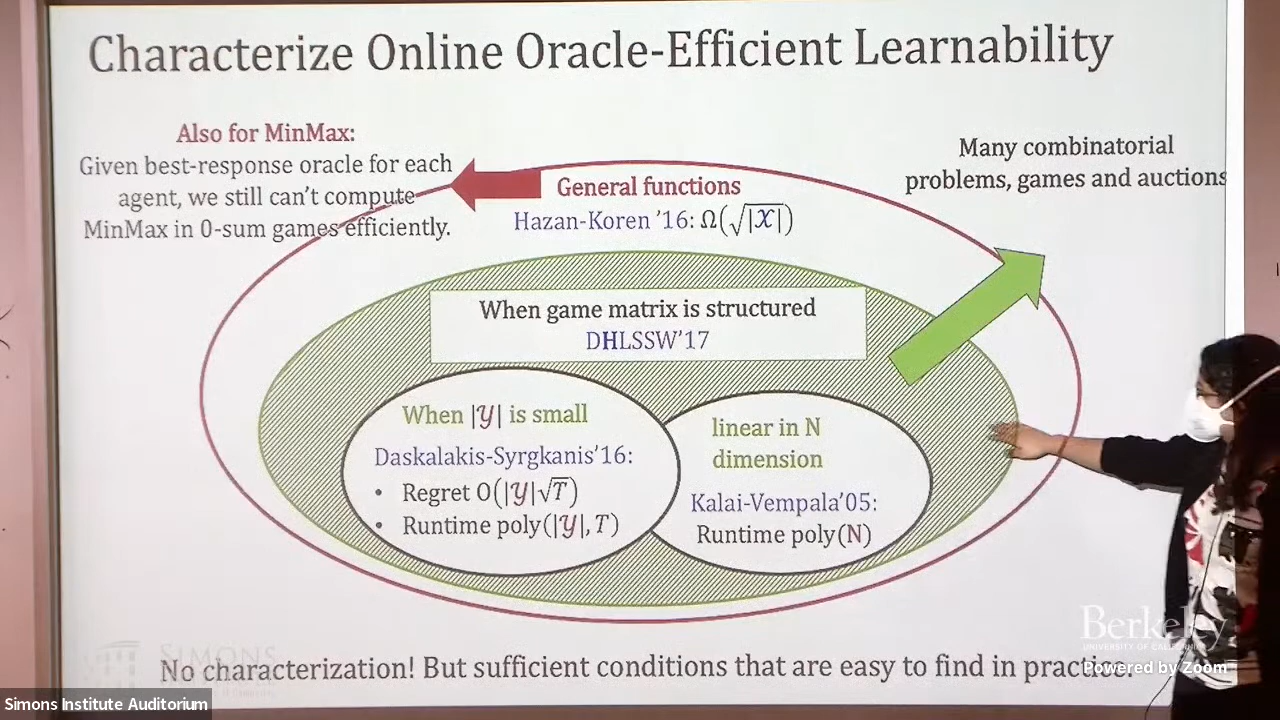 Characterize Online Oracle-Efficient Learnability
Also for MinMax:
Given best-response oracle for each
agent, we still can't compute
MinMax in 0-sum games efficiently.
General functions
Hazan-Koren '16: Ω(√|𝒳|)
Many combinatorial
problems, games and auctions
When game matrix is structured
DHLSSW'17
When |𝒴| is small
Daskalakis-Syrgkanis'16:
• Regret O(|𝒴|√T)
• Runtime poly(|𝒴|, T)
linear in N
dimension
Kalai-Vempala'05:
Runtime poly(N)
No characterization! But sufficient conditions that are easy to find in practice.
SIMONS
Berkeley
UNIVERSITY OF CALIFORNIA
Powered by Zoom
Simons Institute Auditorium